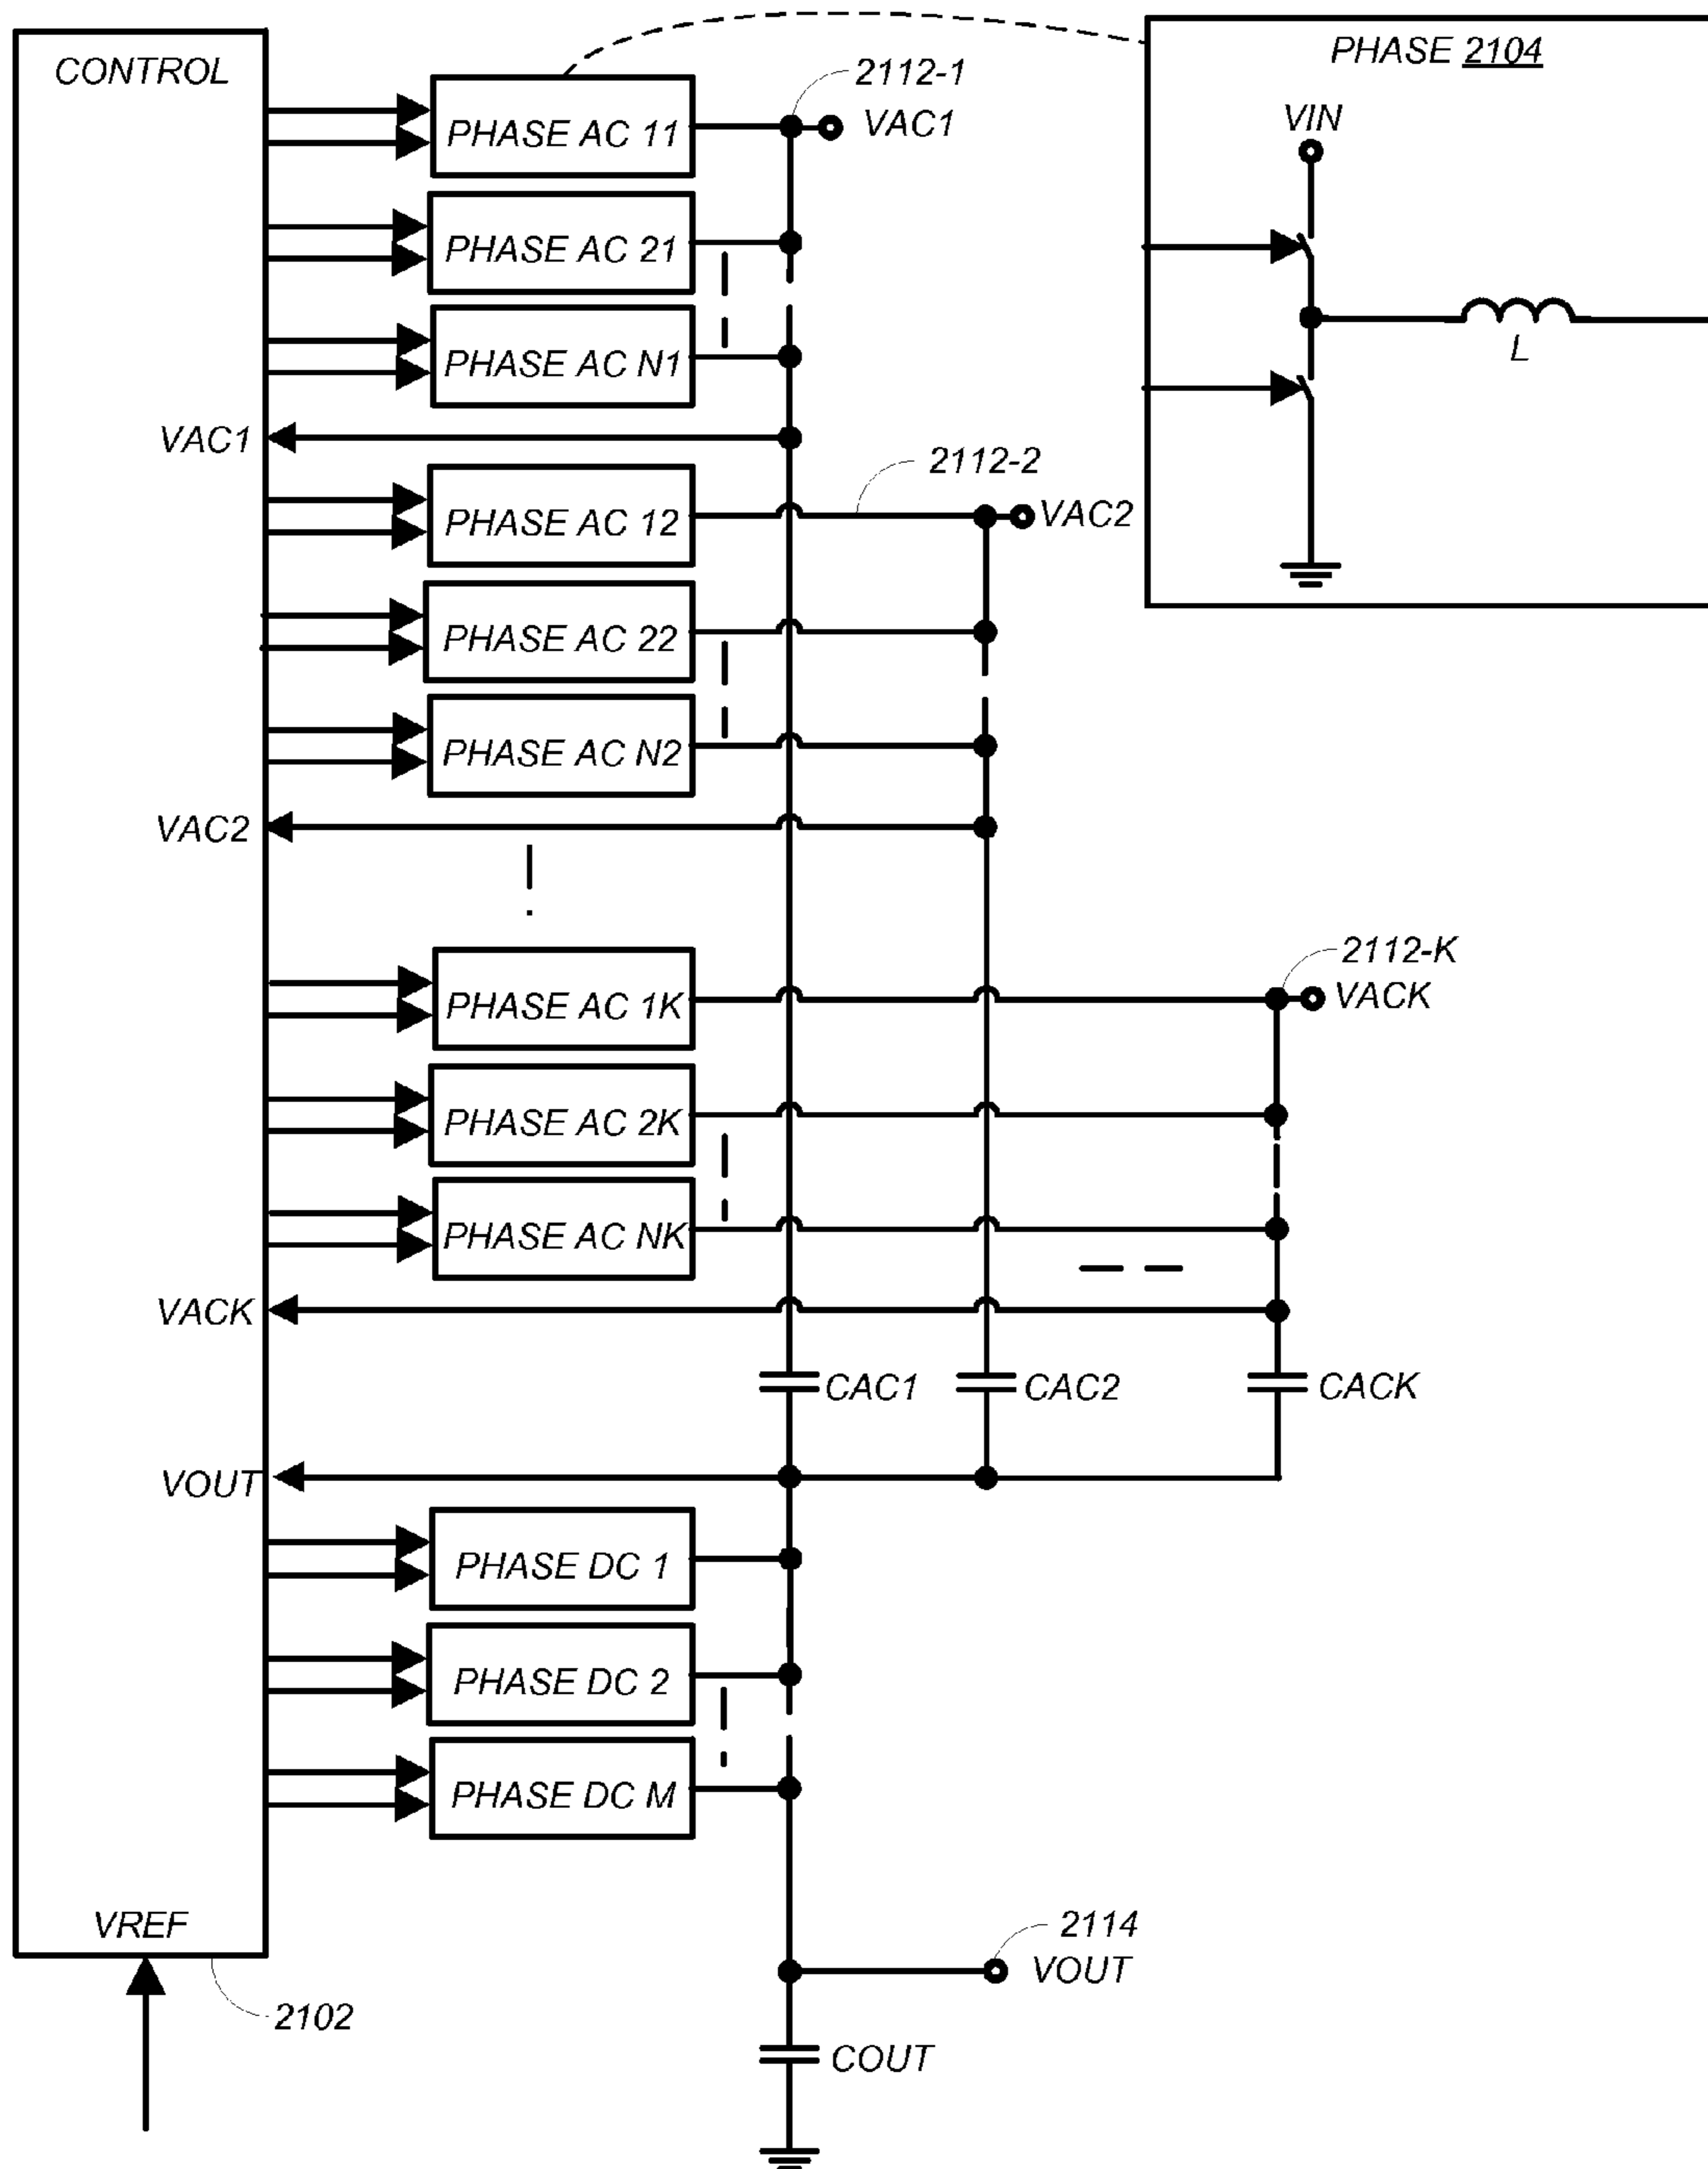 CONTROL
PHASE AC 11
2112-1
VAC1
PHASE 2104
VIN
L
PHASE AC 21
PHASE AC N1
VAC1
2112-2
PHASE AC 12
VAC2
PHASE AC 22
PHASE AC N2
VAC2
2112-K
PHASE AC 1K
VACK
PHASE AC 2K
PHASE AC NK
VACK
CAC1
CAC2
CACK
VOUT
PHASE DC 1
PHASE DC 2
PHASE DC M
VREF
2114
VOUT
2102
COUT